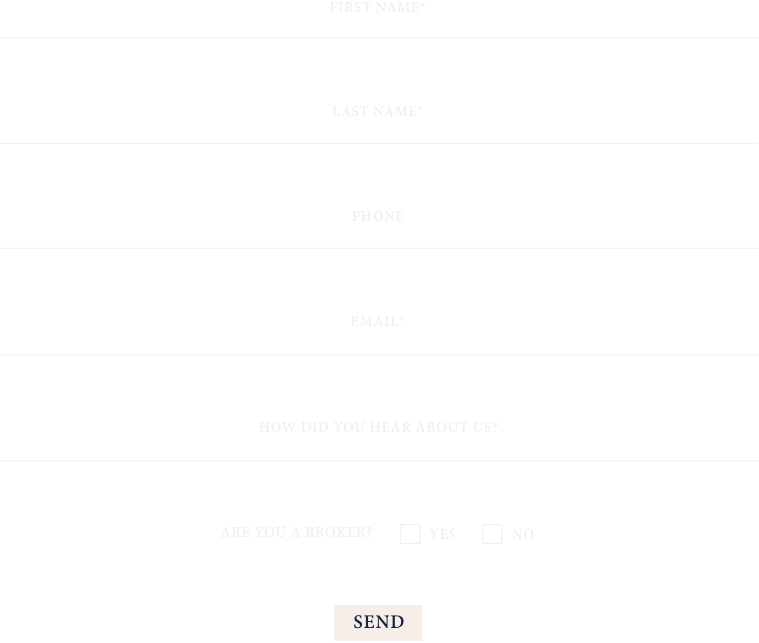 FIRST NAME*
LAST NAME*
PHONE
EMAIL*
HOW DID YOU HEAR ABOUT US?
ARE YOU A BROKER? YES NO
SEND